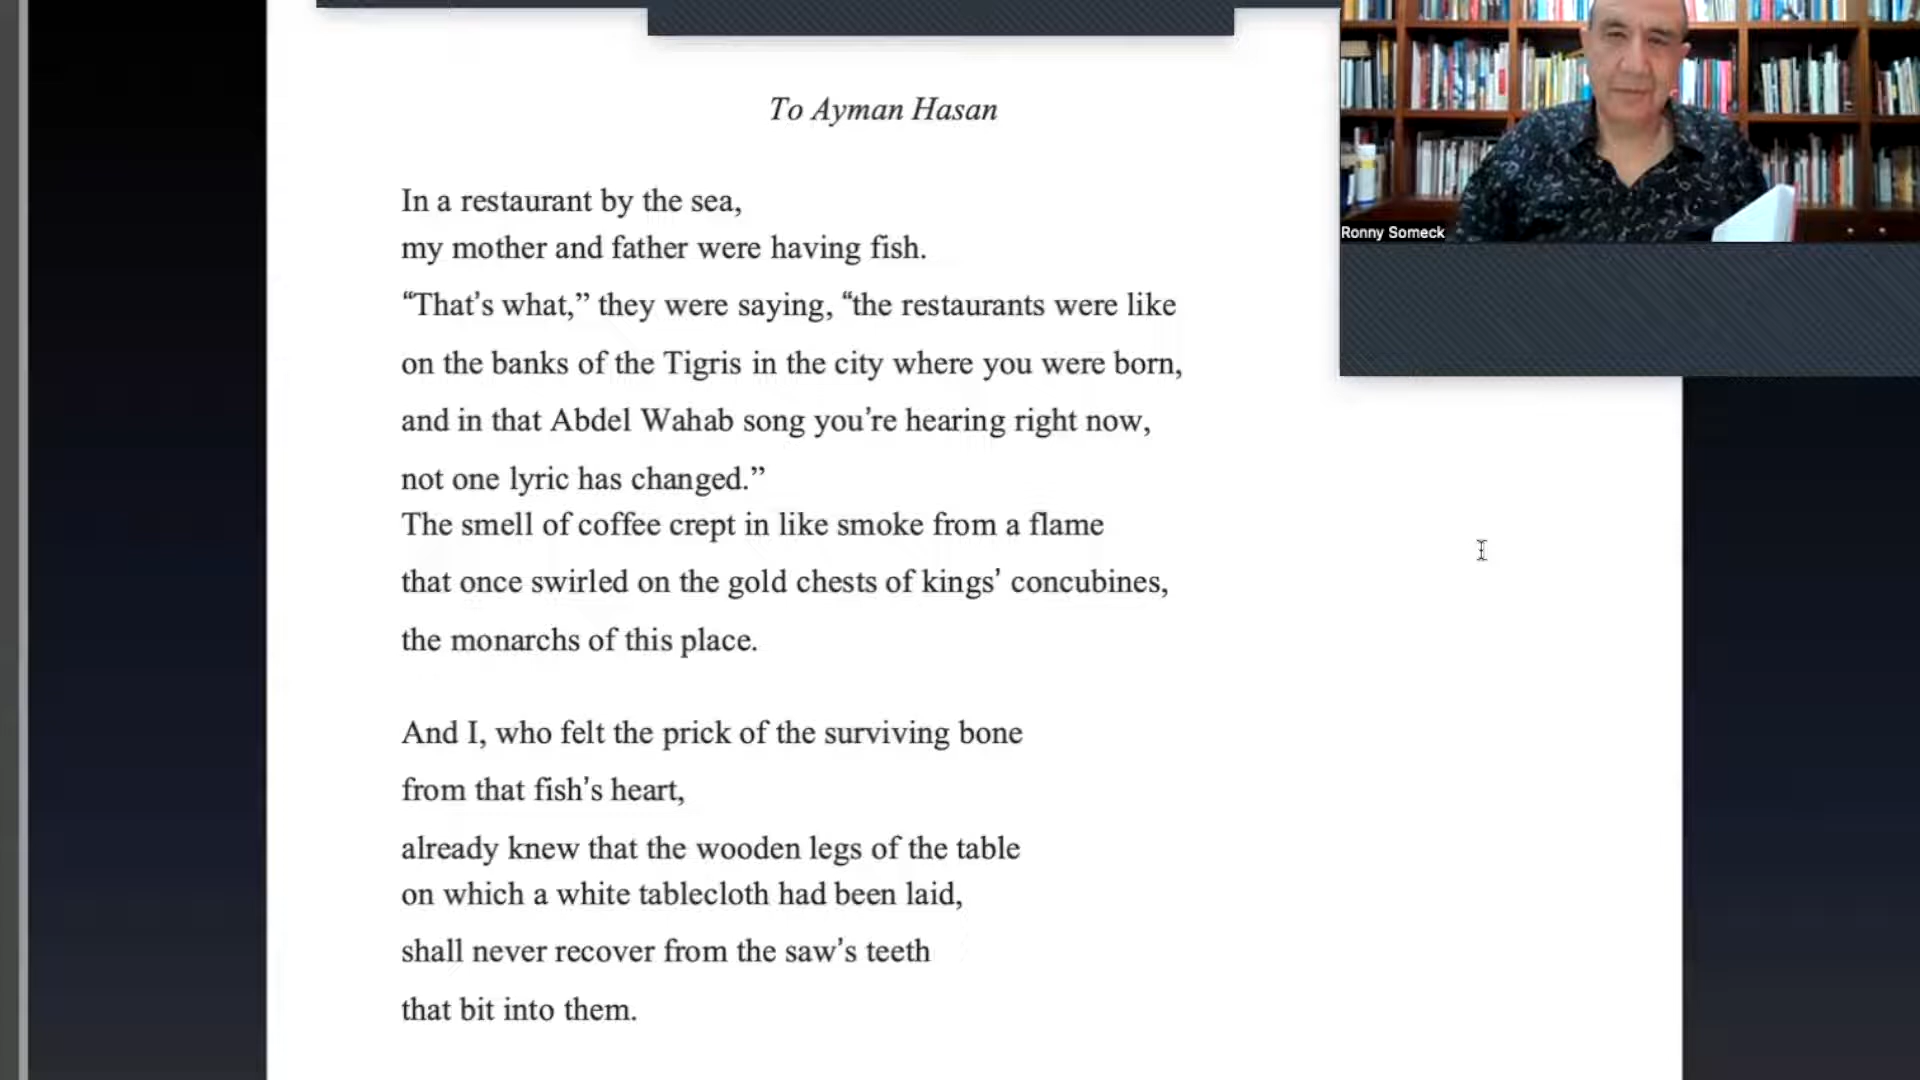 To Ayman Hasan
In a restaurant by the sea,
my mother and father were having fish.
“That’s what,” they were saying, “the restaurants were like
on the banks of the Tigris in the city where you were born,
and in that Abdel Wahab song you’re hearing right now,
not one lyric has changed.”
The smell of coffee crept in like smoke from a flame
that once swirled on the gold chests of kings’ concubines,
the monarchs of this place.
And I, who felt the prick of the surviving bone
from that fish’s heart,
already knew that the wooden legs of the table
on which a white tablecloth had been laid,
shall never recover from the saw’s teeth
that bit into them.
Ronny Someck